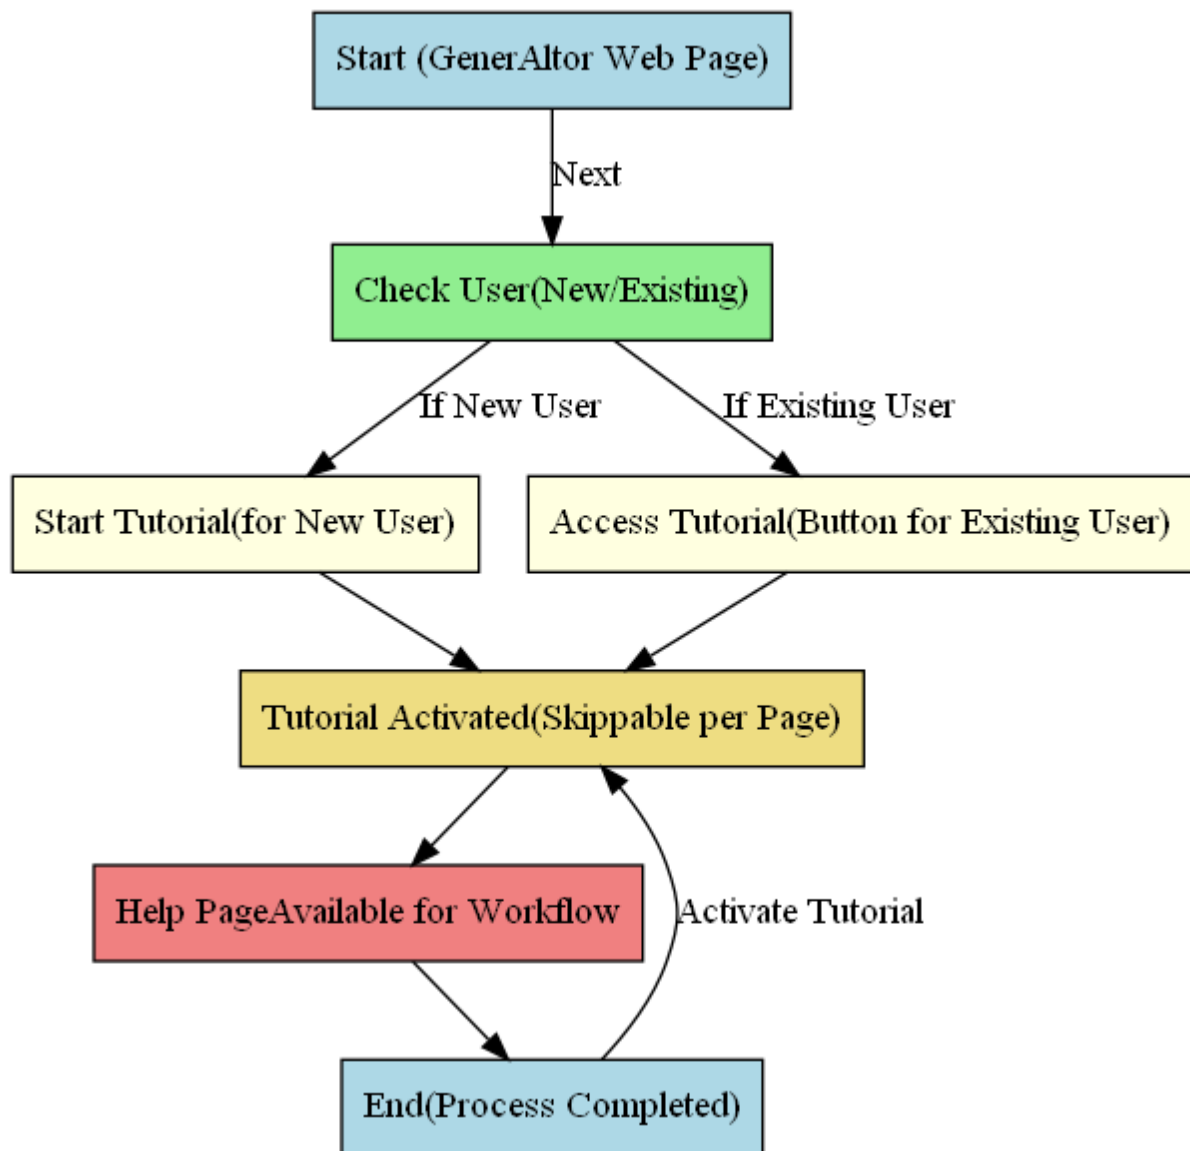 Start (GenerAltor Web Page)
Next
Check User(New/Existing)
If New User
If Existing User
Start Tutorial(for New User)
Access Tutorial(Button for Existing User)
Tutorial Activated(Skippable per Page)
Help PageAvailable for Workflow
Activate Tutorial
End(Process Completed)